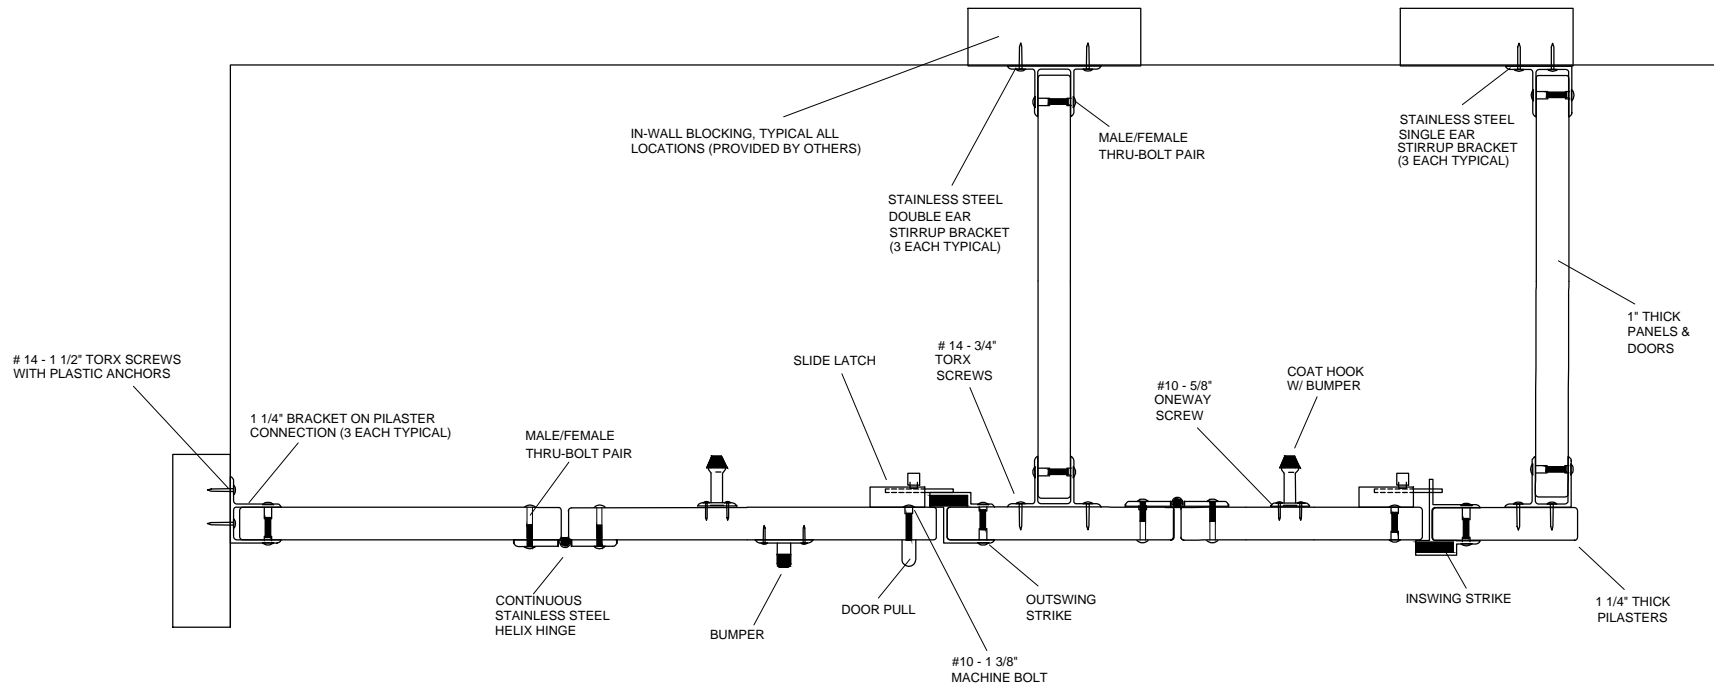 IN-WALL BLOCKING, TYPICAL ALL
LOCATIONS (PROVIDED BY OTHERS)
MALE/FEMALE
THRU-BOLT PAIR
STAINLESS STEEL
SINGLE EAR
STIRRUP BRACKET
(3 EACH TYPICAL)
STAINLESS STEEL
DOUBLE EAR
STIRRUP BRACKET
(3 EACH TYPICAL)
1" THICK
PANELS &
DOORS
# 14 - 1 1/2" TORX SCREWS
WITH PLASTIC ANCHORS
SLIDE LATCH
# 14 - 3/4"
TORX
SCREWS
#10 - 5/8"
ONEWAY
SCREW
COAT HOOK
W/ BUMPER
1 1/4" BRACKET ON PILASTER
CONNECTION (3 EACH TYPICAL)
MALE/FEMALE
THRU-BOLT PAIR
CONTINUOUS
STAINLESS STEEL
HELIX HINGE
BUMPER
DOOR PULL
OUTSWING
STRIKE
INSWING STRIKE
1 1/4" THICK
PILASTERS
#10 - 1 3/8"
MACHINE BOLT